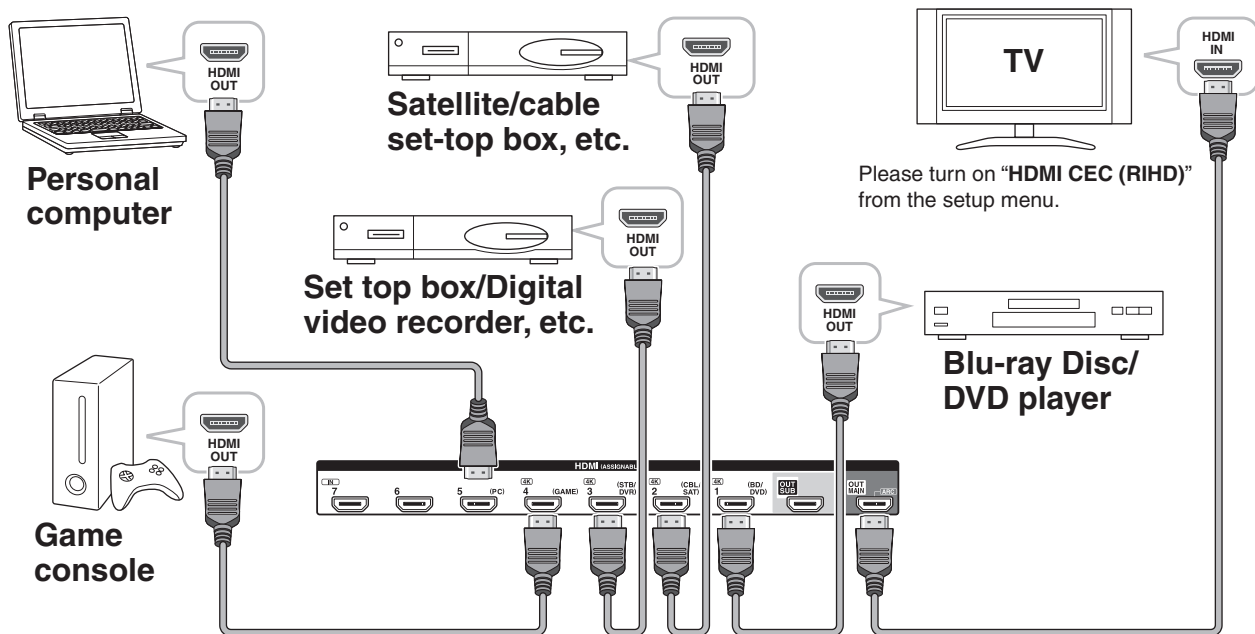 HDMI
OUT
Personal
computer
HDMI
OUT
Satellite/cable
set-top box, etc.
TV
HDMI
IN
Please turn on “HDMI CEC (RIHD)”
from the setup menu.
HDMI
OUT
Set top box/Digital
video recorder, etc.
HDMI
OUT
Blu-ray Disc/
DVD player
HDMI
OUT
Game
console
HDMI (ASSIGNABLE
IN
7
6
5 (PC)
4K
4 (GAME)
4K
3 (STB/
DVR)
4K
2 (CBL/
SAT)
4K
1 (BD/
DVD)
OUT
SUB
OUT
MAIN
ARC